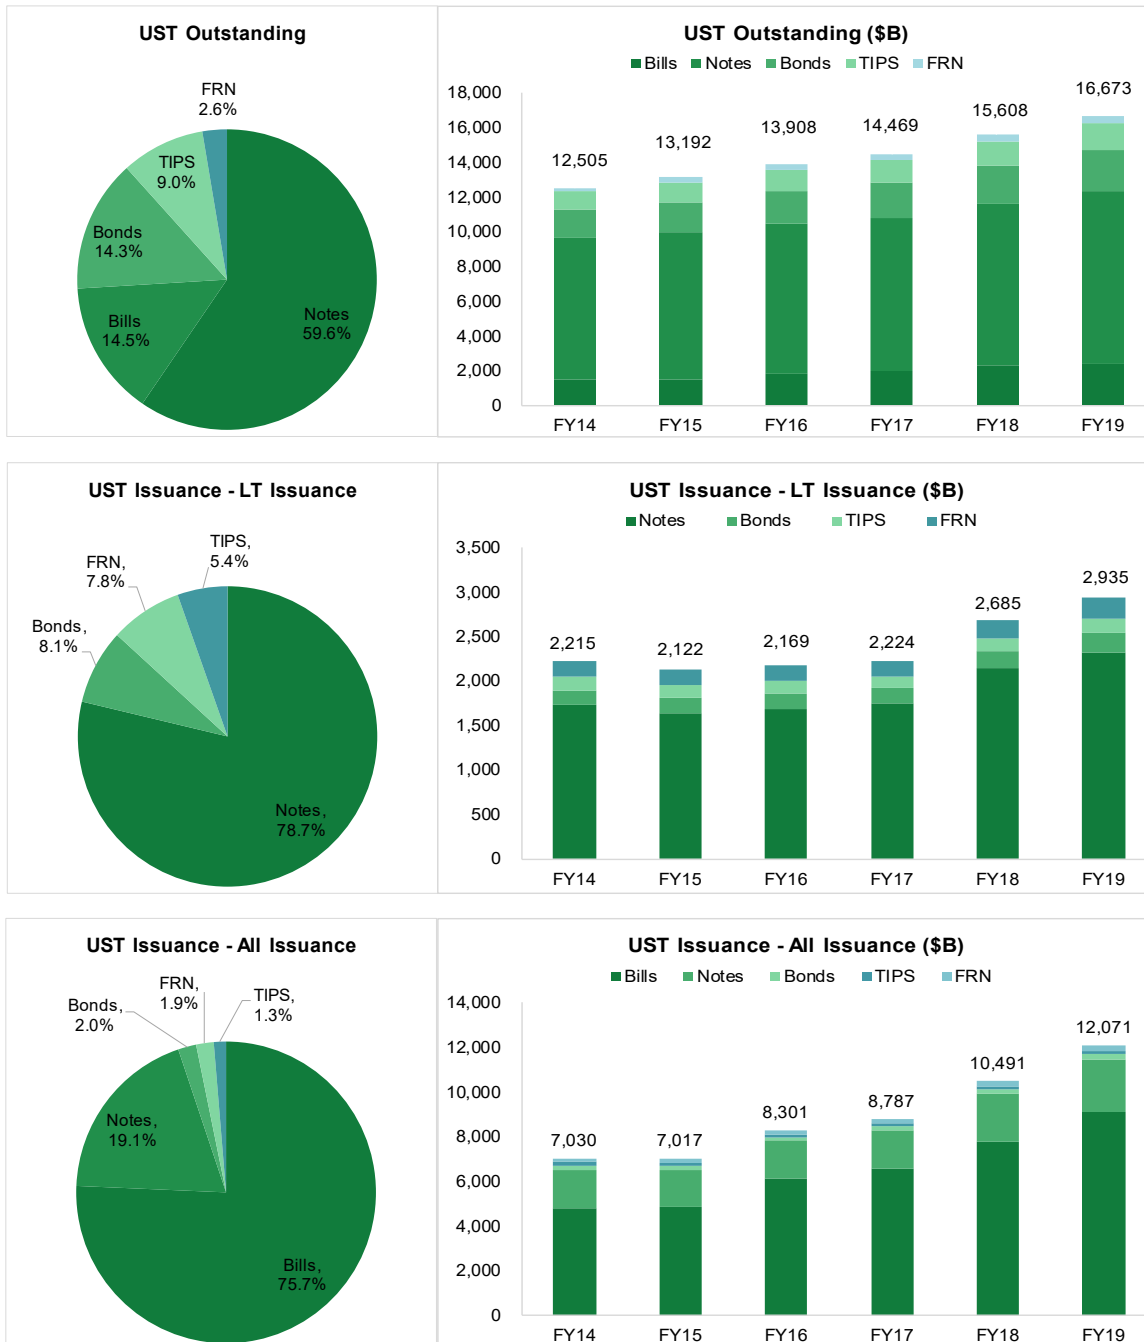 UST Outstanding
FRN
2.6%
TIPS
9.0%
Bonds
14.3%
Bills
14.5%
Notes
59.6%
UST Outstanding ($B)
Bills Notes Bonds TIPS FRN
18,000
16,000
14,000
12,000
10,000
8,000
6,000
4,000
2,000
0
12,505
13,192
13,908
14,469
15,608
16,673
FY14 FY15 FY16 FY17 FY18 FY19
UST Issuance - LT Issuance
TIPS,
5.4%
FRN,
7.8%
Bonds,
8.1%
Notes,
78.7%
UST Issuance - LT Issuance ($B)
Notes Bonds TIPS FRN
3,500
3,000
2,500
2,000
1,500
1,000
500
0
2,215
2,122
2,169
2,224
2,685
2,935
FY14 FY15 FY16 FY17 FY18 FY19
UST Issuance - All Issuance
FRN,
1.9%
TIPS,
1.3%
Bonds,
2.0%
Notes,
19.1%
Bills,
75.7%
UST Issuance - All Issuance ($B)
Bills Notes Bonds TIPS FRN
14,000
12,000
10,000
8,000
6,000
4,000
2,000
0
7,030
7,017
8,301
8,787
10,491
12,071
FY14 FY15 FY16 FY17 FY18 FY19